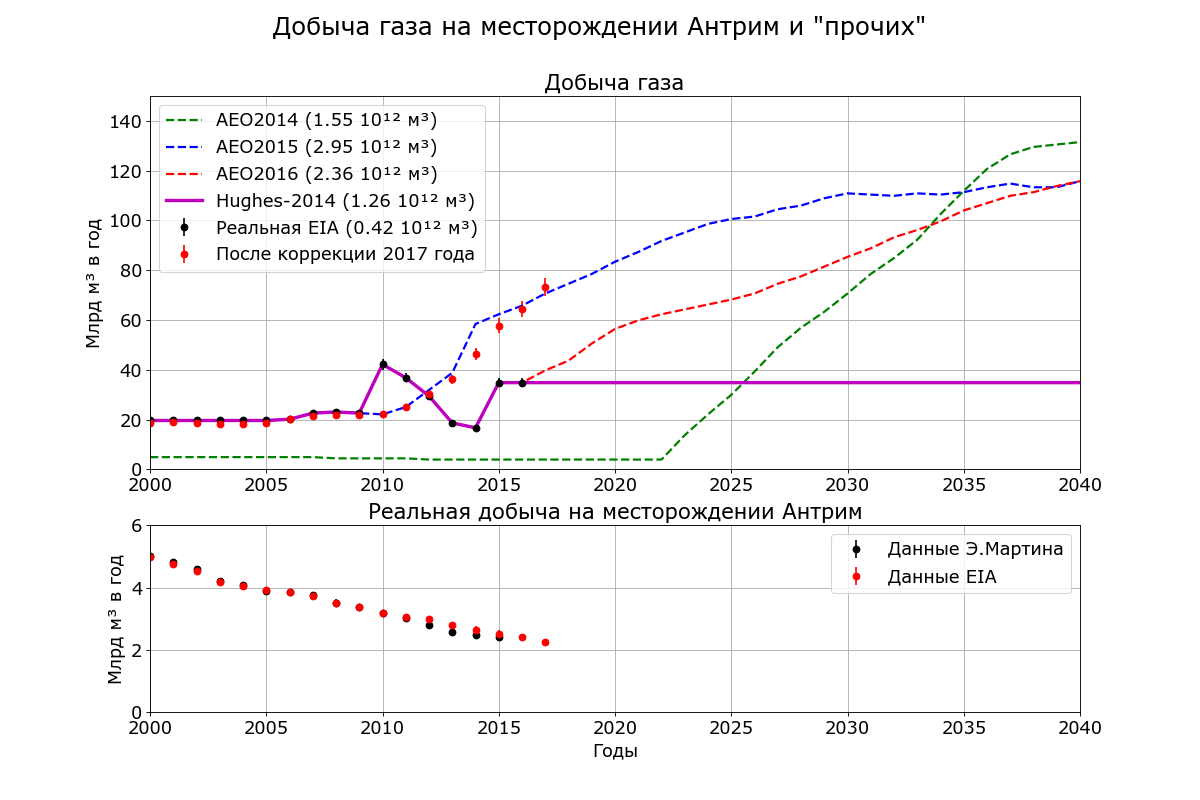 Добыча газа на месторождении Антрим и "прочих"
Добыча газа
Млрд м³ в год
140
120
100
80
60
40
20
0
AEO2014 (1.55 10¹² м³)
AEO2015 (2.95 10¹² м³)
AEO2016 (2.36 10¹² м³)
Hughes-2014 (1.26 10¹² м³)
Реальная EIA (0.42 10¹² м³)
После коррекции 2017 года
2000 2005 2010 2015 2020 2025 2030 2035 2040
Реальная добыча на месторождении Антрим
Млрд м³ в год
6
4
2
0
Данные Э.Мартина
Данные EIA
2000 2005 2010 2015 2020 2025 2030 2035 2040
Годы